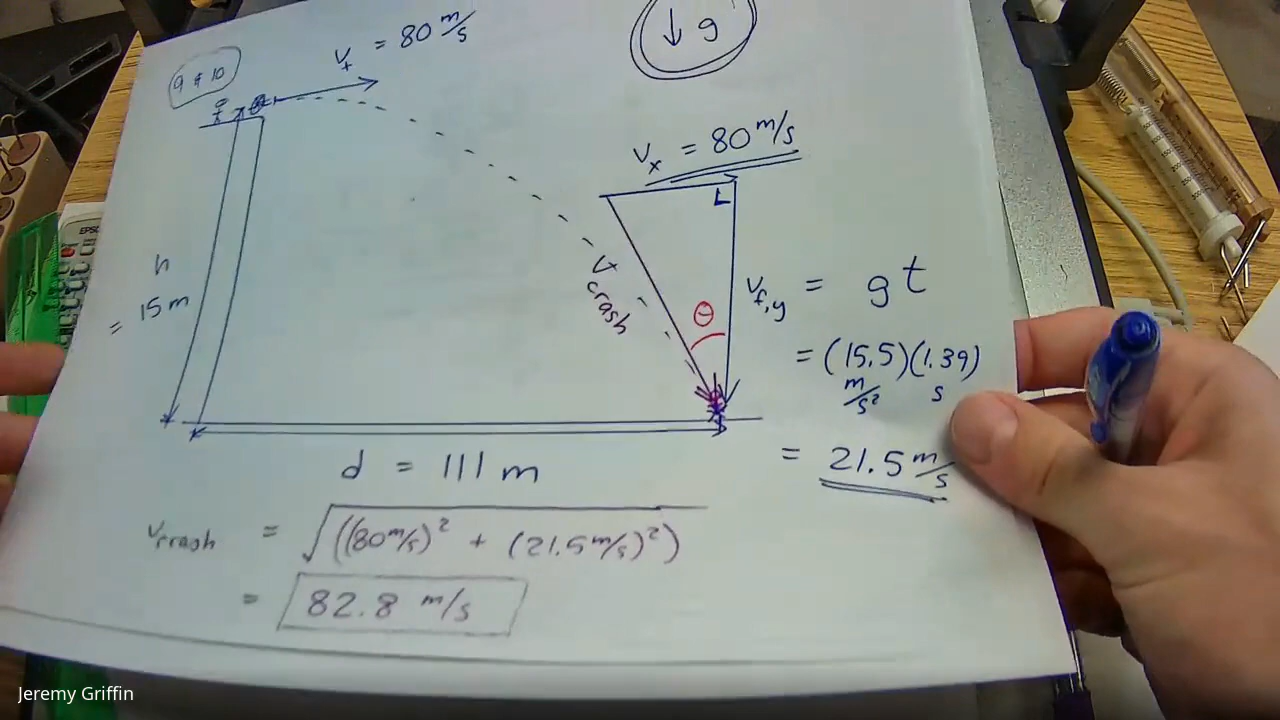 9 # 10
vx = 80 m/s
↓ g
vx = 80 m/s
h
= 15 m
vcrash
θ
vf,y = gt
= (15.5)(1.39)
m/s² s
= 21.5 m/s
d = 111 m
vcrash = √((80 m/s)² + (21.5 m/s)²)
= 82.8 m/s
EPSO
Jeremy Griffin